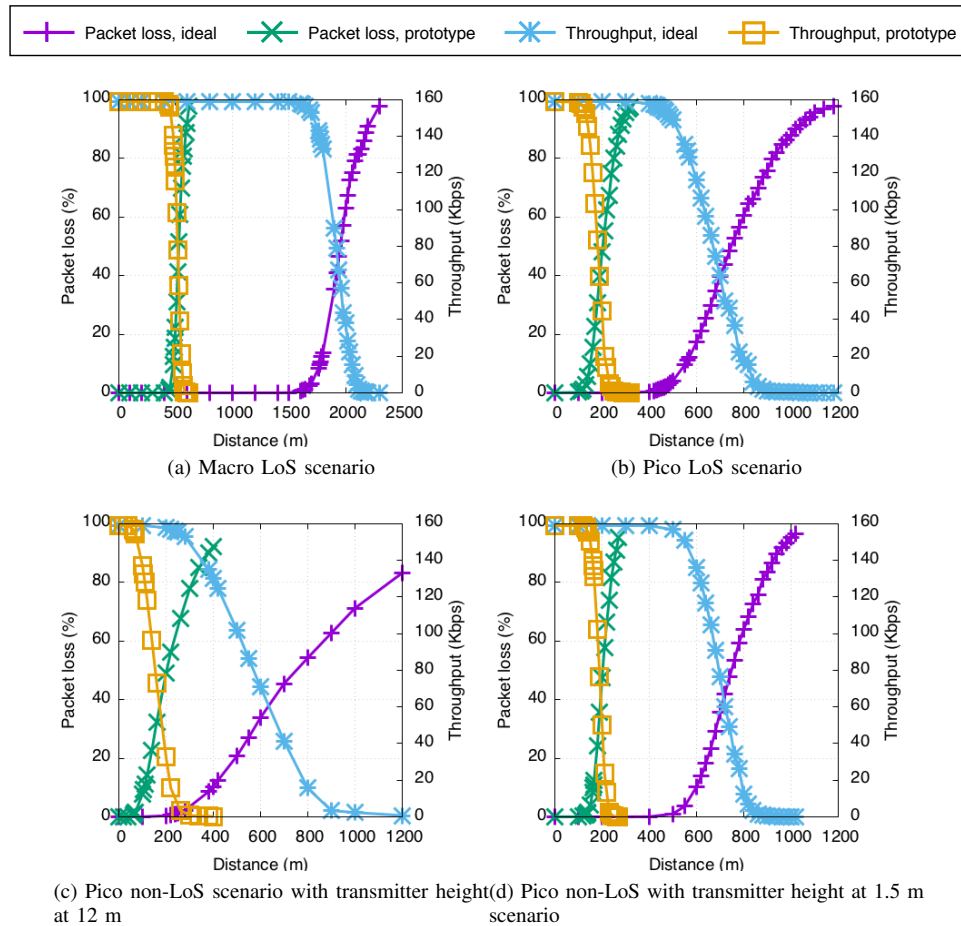 Packet loss, ideal
Packet loss, prototype
Throughput, ideal
Throughput, prototype
100
80
60
40
20
0
Packet loss (%)
160
140
120
100
80
60
40
20
0
Throughput (Kbps)
0 500 1000 1500 2000 2500
Distance (m)
(a) Macro LoS scenario
100
80
60
40
20
0
Packet loss (%)
160
140
120
100
80
60
40
20
0
Throughput (Kbps)
0 200 400 600 800 1000 1200
Distance (m)
(b) Pico LoS scenario
100
80
60
40
20
0
Packet loss (%)
160
140
120
100
80
60
40
20
0
Throughput (Kbps)
0 200 400 600 800 1000 1200
Distance (m)
(c) Pico non-LoS scenario with transmitter height
at 12 m
100
80
60
40
20
0
Packet loss (%)
160
140
120
100
80
60
40
20
0
Throughput (Kbps)
0 200 400 600 800 1000 1200
Distance (m)
(d) Pico non-LoS with transmitter height at 1.5 m
scenario